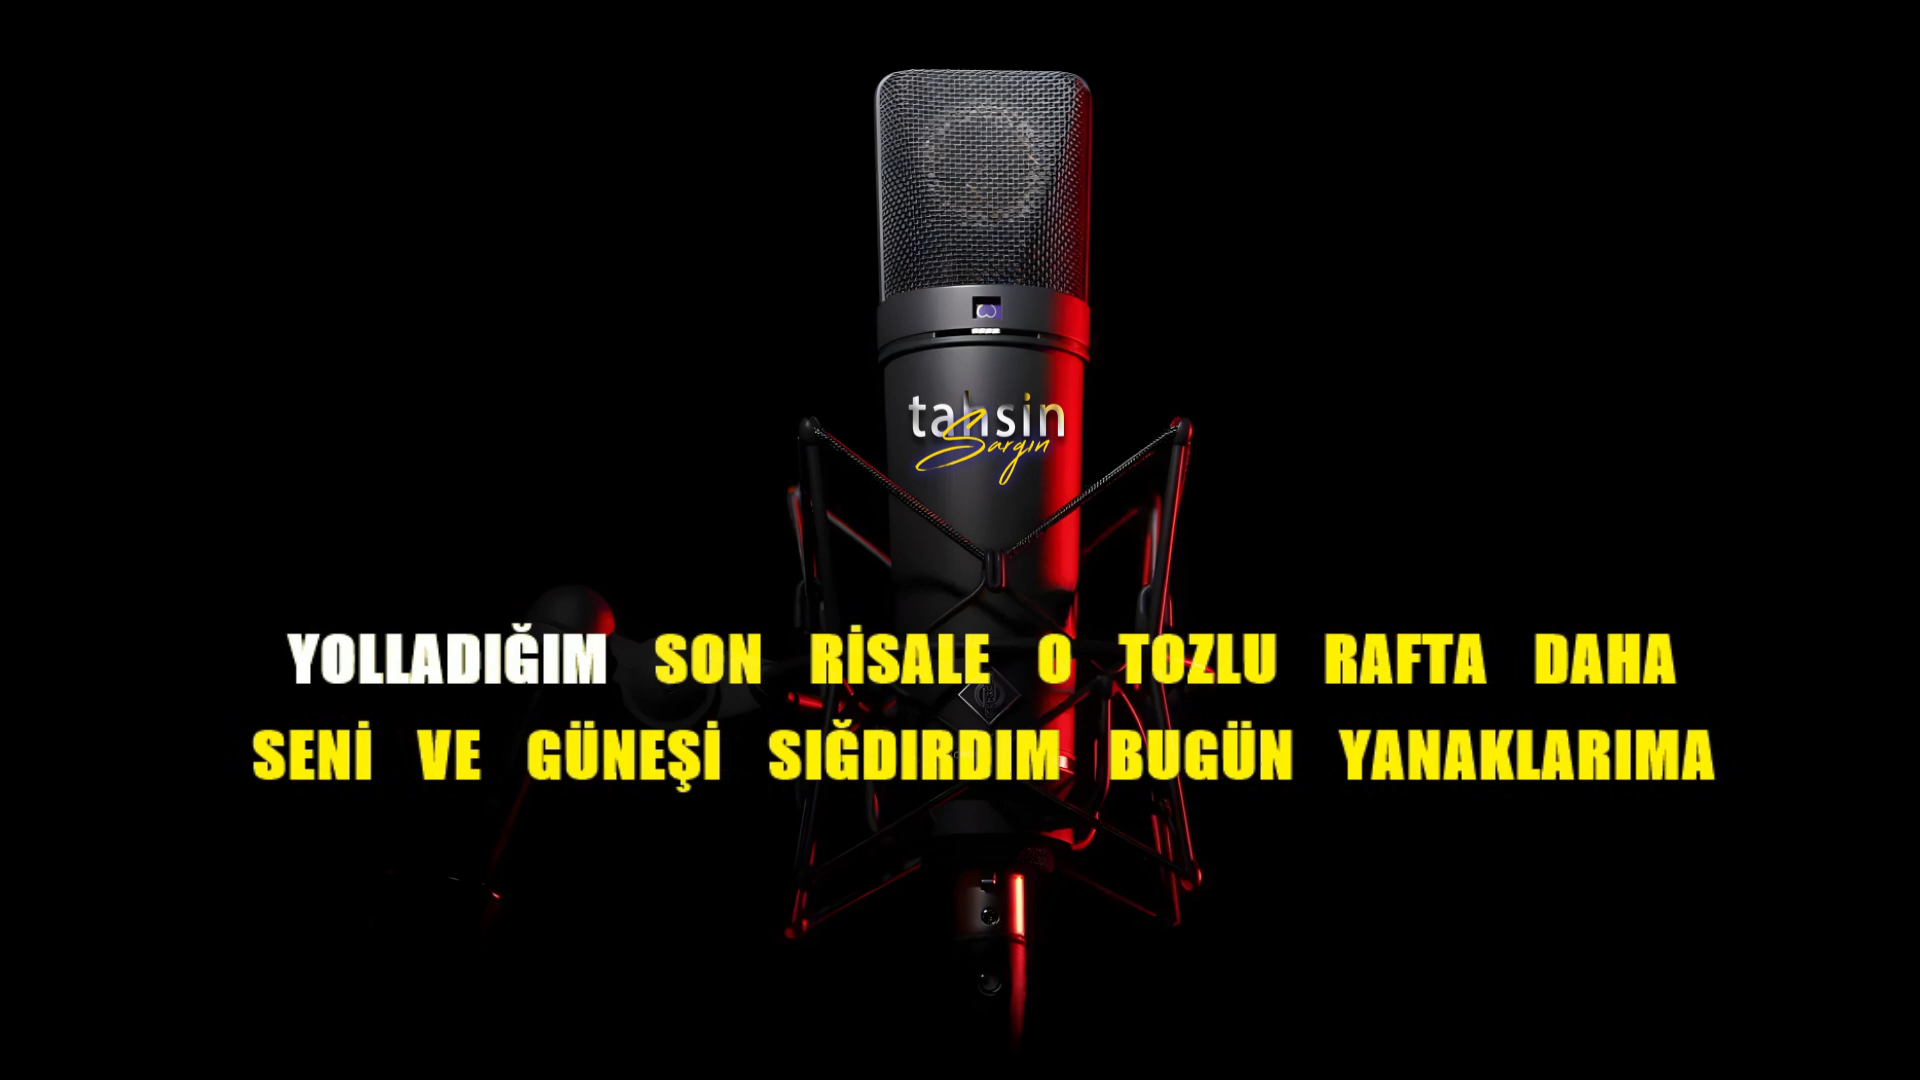 tahsin
Sargın
YOLLADIĞIM SON RİSALE O TOZLU RAFTA DAHA
SENİ VE GÜNEŞİ SIĞDIRDIM BUGÜN YANAKLARIMA